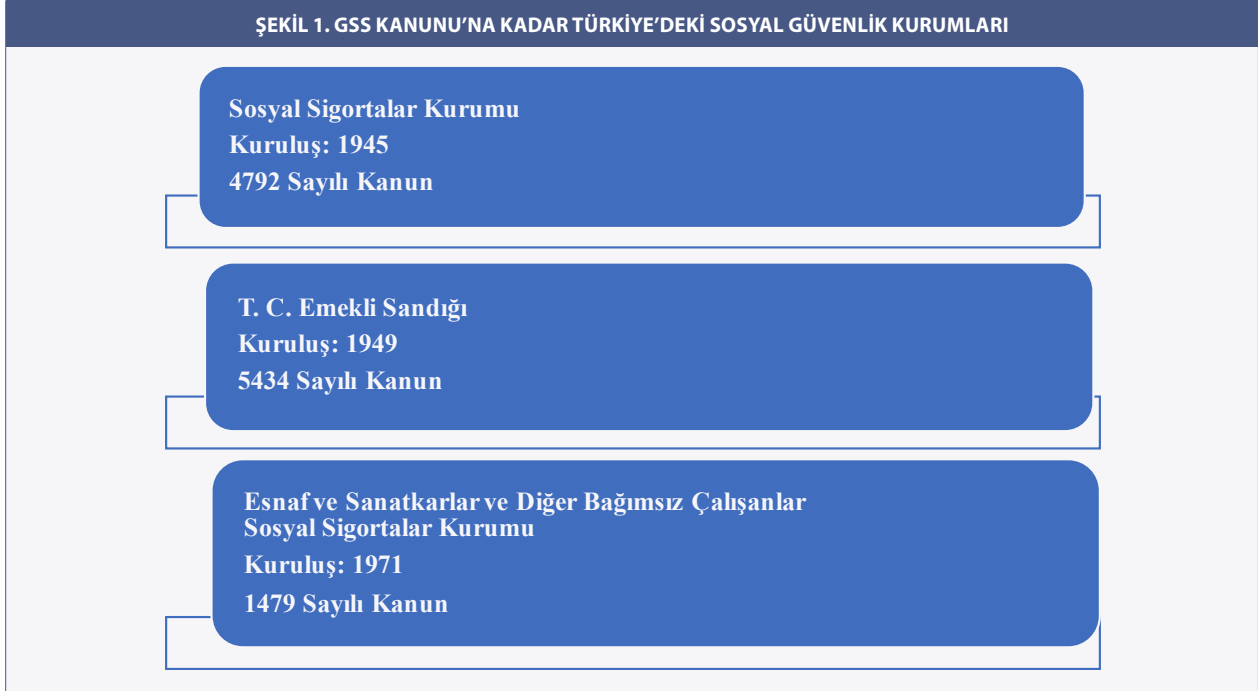 ŞEKİL 1. GSS KANUNU’NA KADAR TÜRKİYE’DEKİ SOSYAL GÜVENLİK KURUMLARI
Sosyal Sigortalar Kurumu
Kuruluş: 1945
4792 Sayılı Kanun
T. C. Emekli Sandığı
Kuruluş: 1949
5434 Sayılı Kanun
Esnaf ve Sanatkarlar ve Diğer Bağımsız Çalışanlar
Sosyal Sigortalar Kurumu
Kuruluş: 1971
1479 Sayılı Kanun